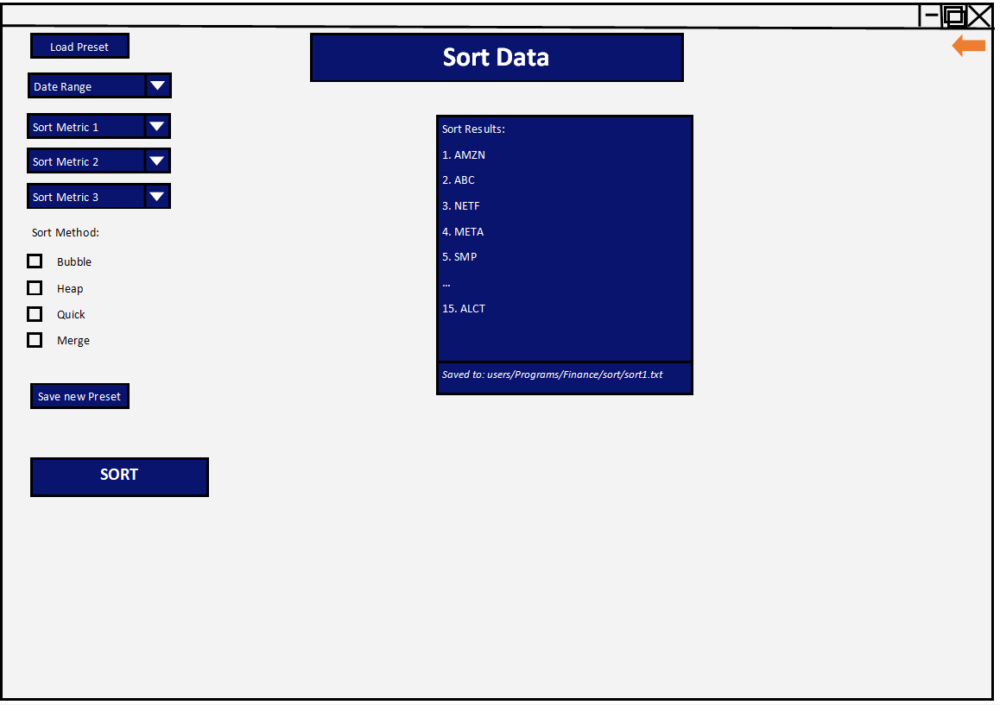 Load Preset
Sort Data
Date Range
Sort Metric 1
Sort Metric 2
Sort Metric 3
Sort Method:
Bubble
Heap
Quick
Merge
Save new Preset
SORT
Sort Results:
1. AMZN
2. ABC
3. NETF
4. META
5. SMP
...
15. ALCT
Saved to: users/Programs/Finance/sort/sort1.txt